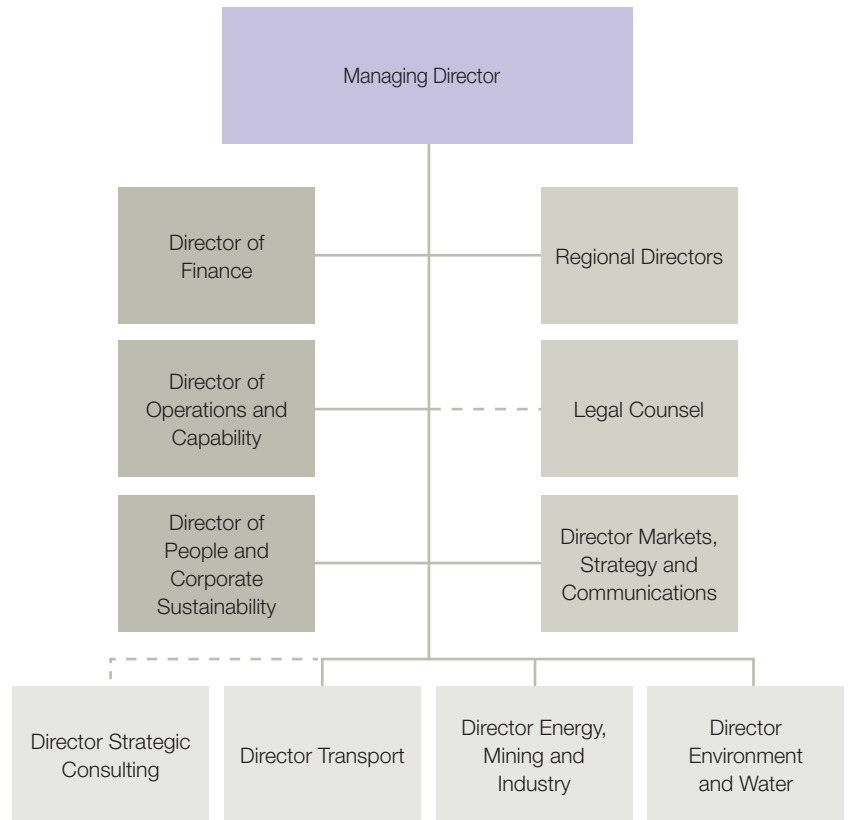 Managing Director
Director of
Finance
Regional Directors
Director of
Operations and
Capability
Legal Counsel
Director of
People and
Corporate
Sustainability
Director Markets,
Strategy and
Communications
Director Strategic
Consulting
Director Transport
Director Energy,
Mining and
Industry
Director
Environment
and Water